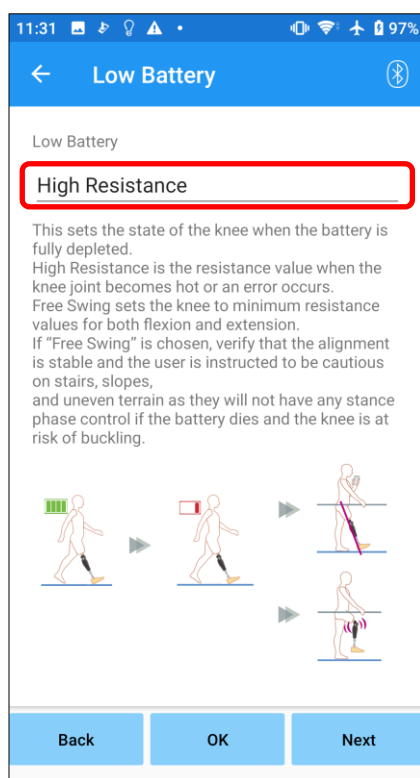 11:31 97%
Low Battery
Low Battery
High Resistance
This sets the state of the knee when the battery is
fully depleted.
High Resistance is the resistance value when the
knee joint becomes hot or an error occurs.
Free Swing sets the knee to minimum resistance
values for both flexion and extension.
If “Free Swing” is chosen, verify that the alignment
is stable and the user is instructed to be cautious
on stairs, slopes,
and uneven terrain as they will not have any stance
phase control if the battery dies and the knee is at
risk of buckling.
Back OK Next